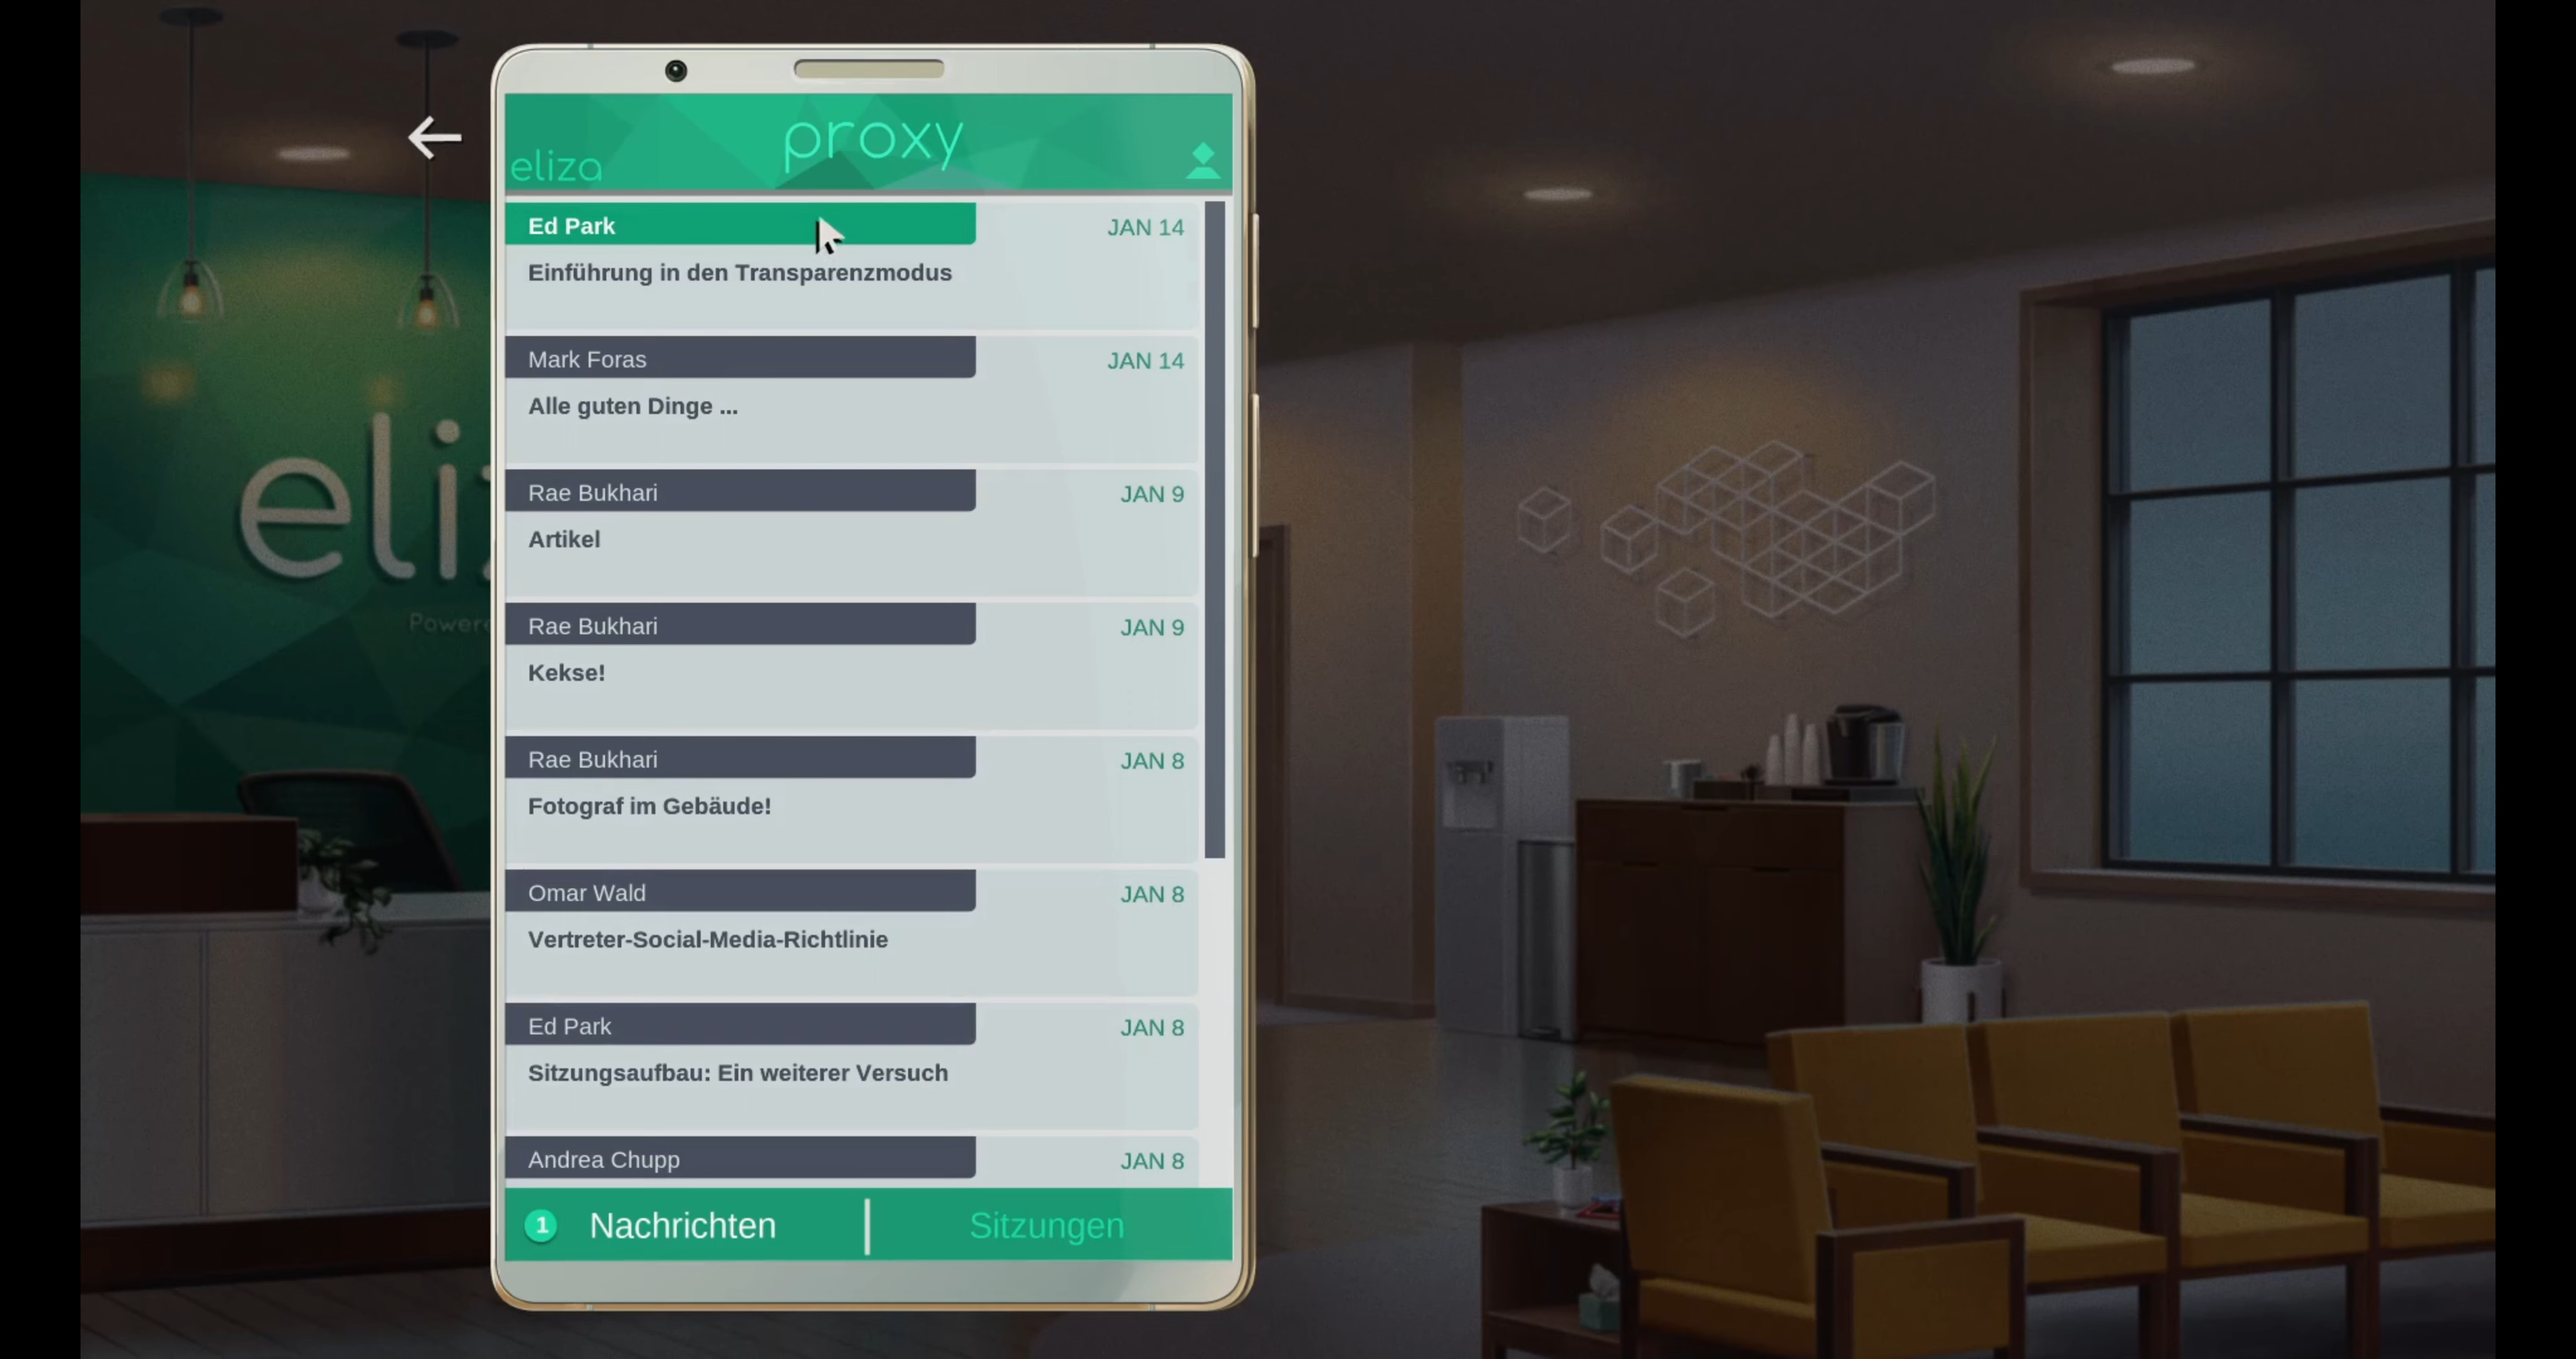 proxy
eliza
Ed Park
JAN 14
Einführung in den Transparenzmodus
Mark Foras
JAN 14
Alle guten Dinge ...
Rae Bukhari
JAN 9
Artikel
Rae Bukhari
JAN 9
Kekse!
Rae Bukhari
JAN 8
Fotograf im Gebäude!
Omar Wald
JAN 8
Vertreter-Social-Media-Richtlinie
Ed Park
JAN 8
Sitzungsaufbau: Ein weiterer Versuch
Andrea Chupp
JAN 8
1 Nachrichten
Sitzungen